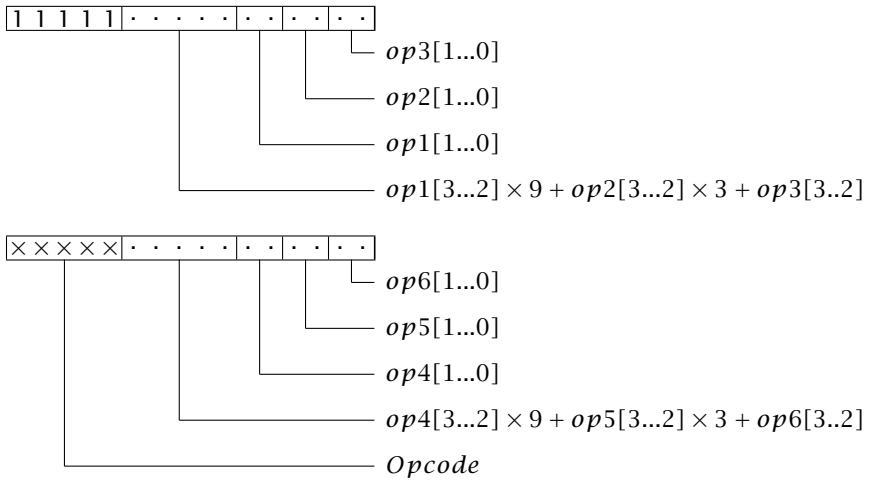 1 1 1 1 1 · · · · · · · · · · ·
op3[1...0]
op2[1...0]
op1[1...0]
op1[3...2] × 9 + op2[3...2] × 3 + op3[3..2]
× × × × × · · · · · · · · · · ·
op6[1...0]
op5[1...0]
op4[1...0]
op4[3...2] × 9 + op5[3...2] × 3 + op6[3..2]
Opcode